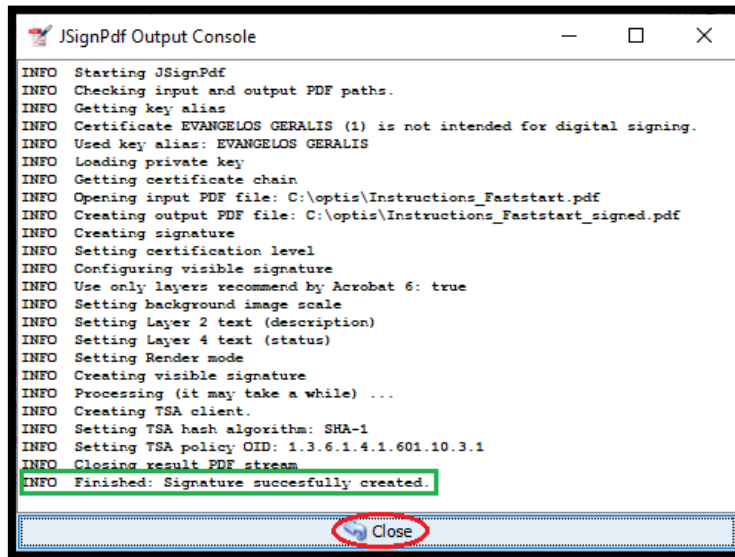 JSignPdf Output Console
INFO Starting JSignPdf
INFO Checking input and output PDF paths.
INFO Getting key alias
INFO Certificate EVANGELOS GERALIS (1) is not intended for digital signing.
INFO Used key alias: EVANGELOS GERALIS
INFO Loading private key
INFO Getting certificate chain
INFO Opening input PDF file: C:\optis\Instructions_Faststart.pdf
INFO Creating output PDF file: C:\optis\Instructions_Faststart_signed.pdf
INFO Creating signature
INFO Setting certification level
INFO Configuring visible signature
INFO Use only layers recommend by Acrobat 6: true
INFO Setting background image scale
INFO Setting Layer 2 text (description)
INFO Setting Layer 4 text (status)
INFO Setting Render mode
INFO Creating visible signature
INFO Processing (it may take a while) ...
INFO Creating TSA client.
INFO Setting TSA hash algorithm: SHA-1
INFO Setting TSA policy OID: 1.3.6.1.4.1.601.10.3.1
INFO Closing result PDF stream
INFO Finished: Signature succesfully created.
Close